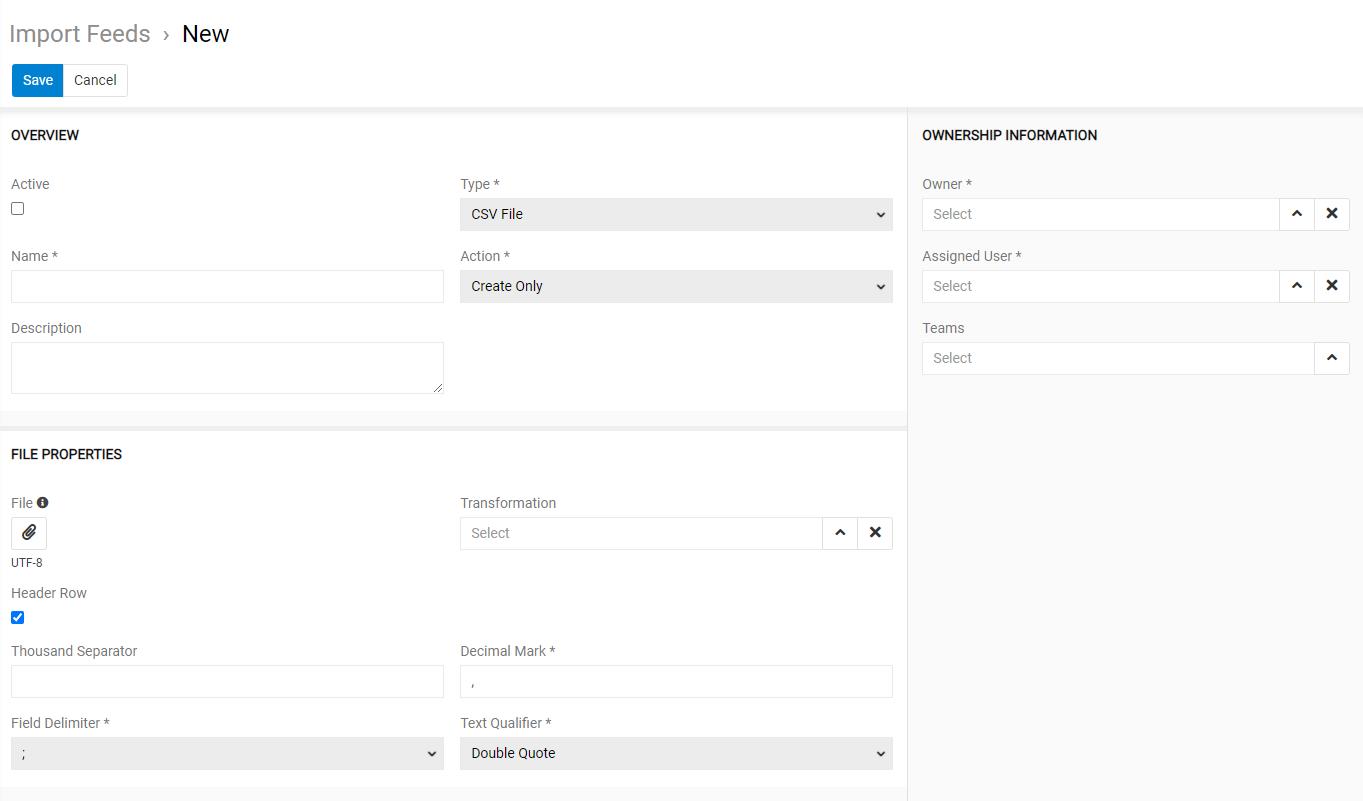 Import Feeds › New
Save Cancel
OVERVIEW
Active
Type *
CSV File
Name *
Action *
Create Only
Description
OWNERSHIP INFORMATION
Owner *
Select
Assigned User *
Select
Teams
Select
FILE PROPERTIES
File
UTF-8
Transformation
Select
Header Row
Thousand Separator
Decimal Mark *
,
Field Delimiter *
;
Text Qualifier *
Double Quote